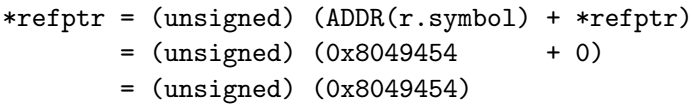 *refptr = (unsigned) (ADDR(r.symbol) + *refptr)
        = (unsigned) (0x8049454      + 0)
        = (unsigned) (0x8049454)